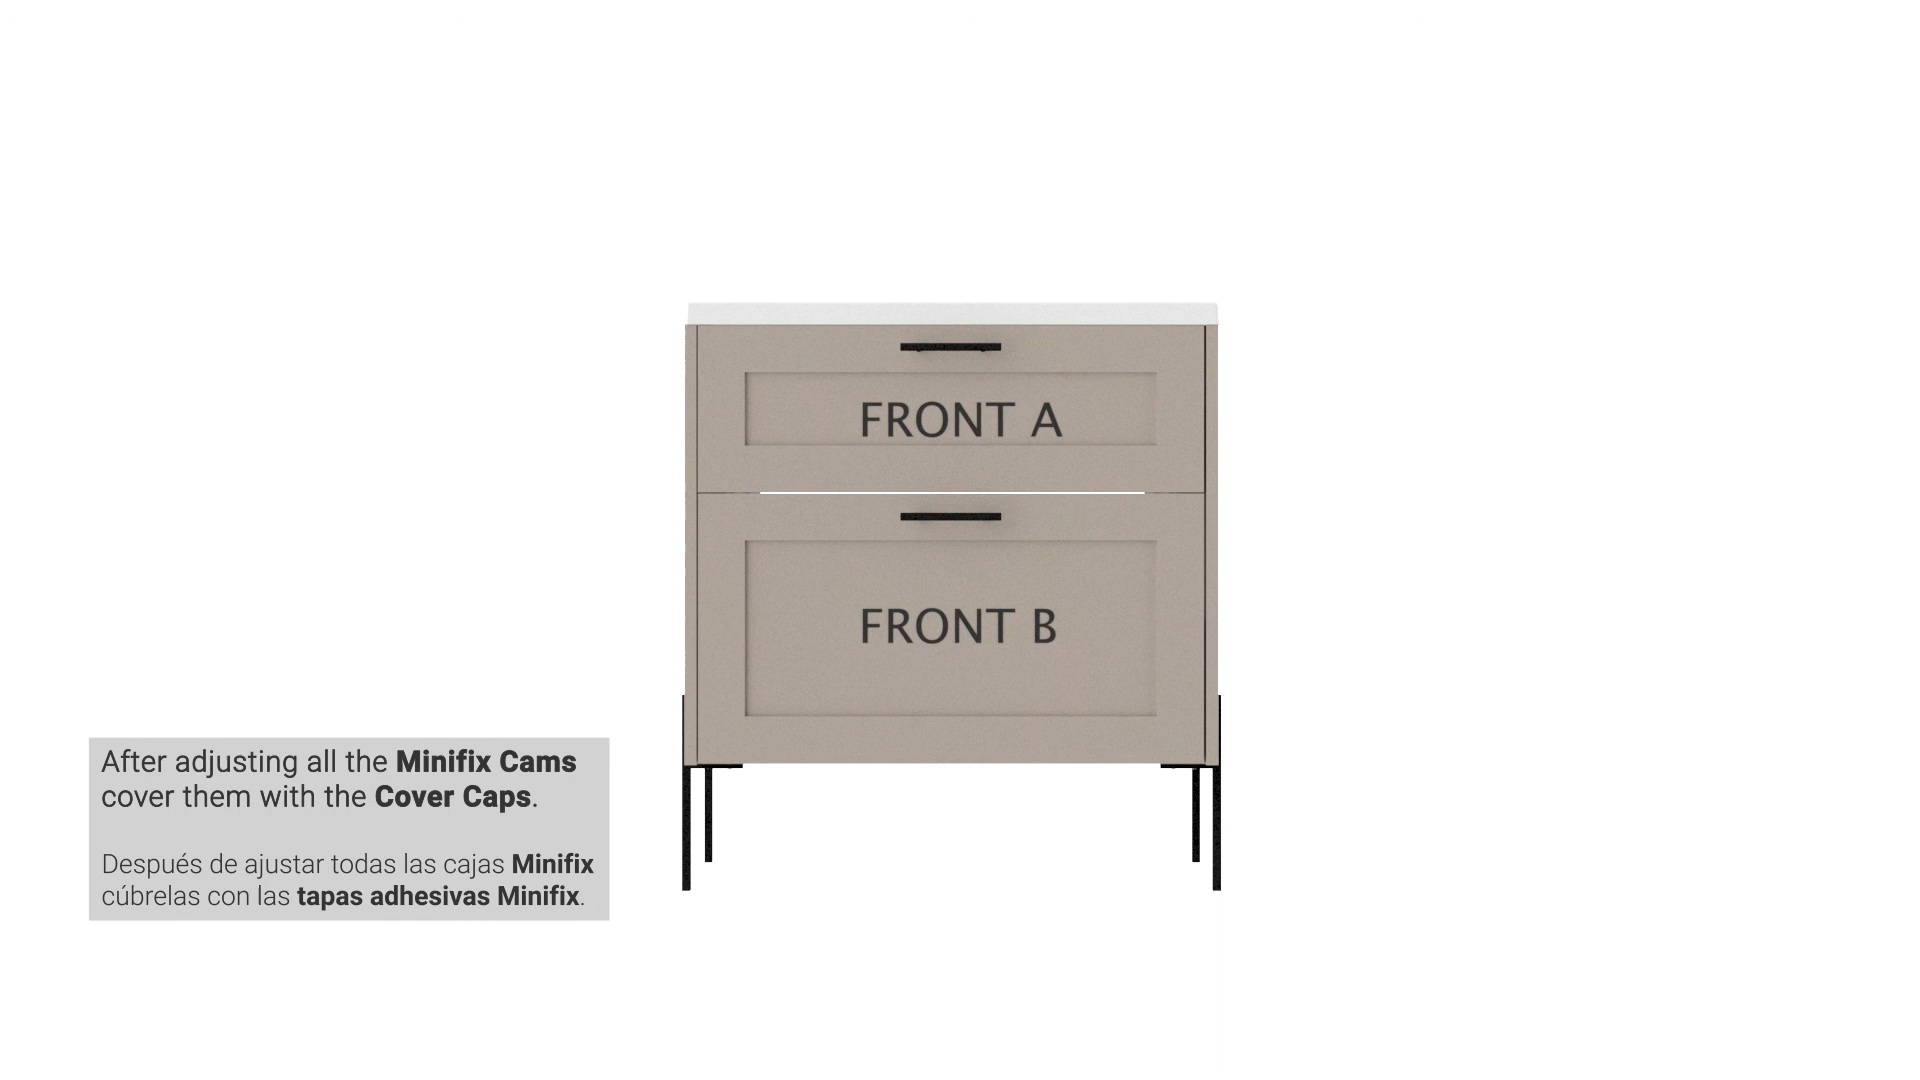 FRONT A
FRONT B
After adjusting all the Minifix Cams
cover them with the Cover Caps.
Después de ajustar todas las cajas Minifix
cúbrelas con las tapas adhesivas Minifix.